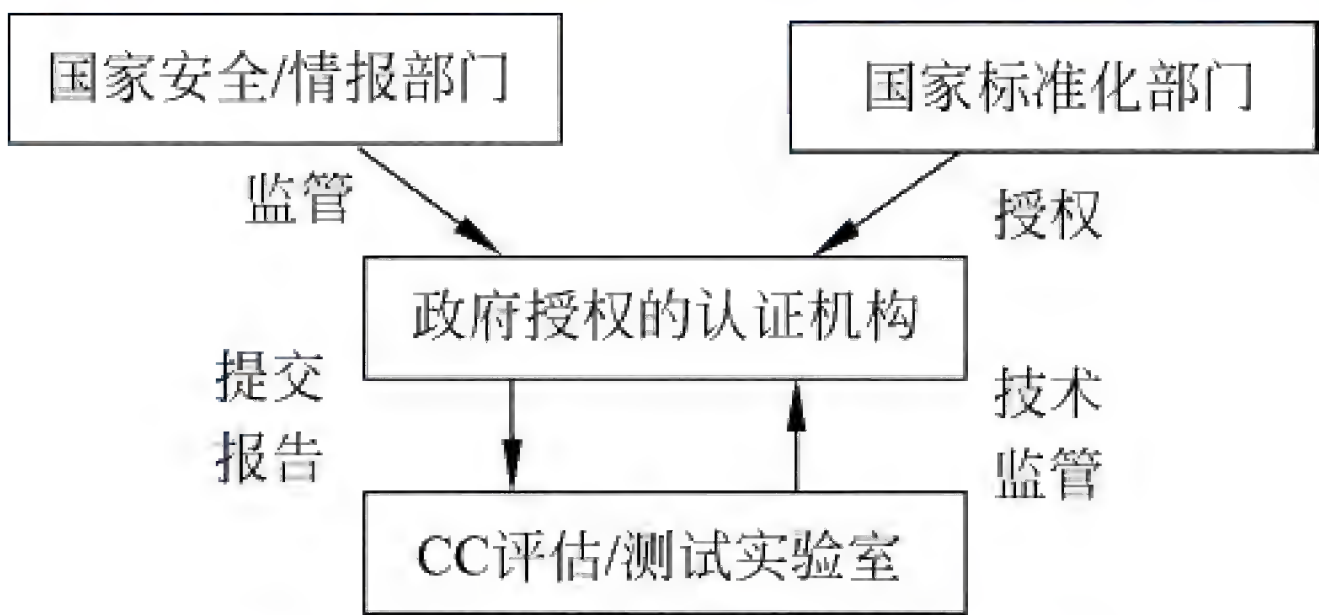 国家安全/情报部门
国家标准化部门
监管
授权
政府授权的认证机构
提交
报告
技术
监管
CC评估/测试实验室